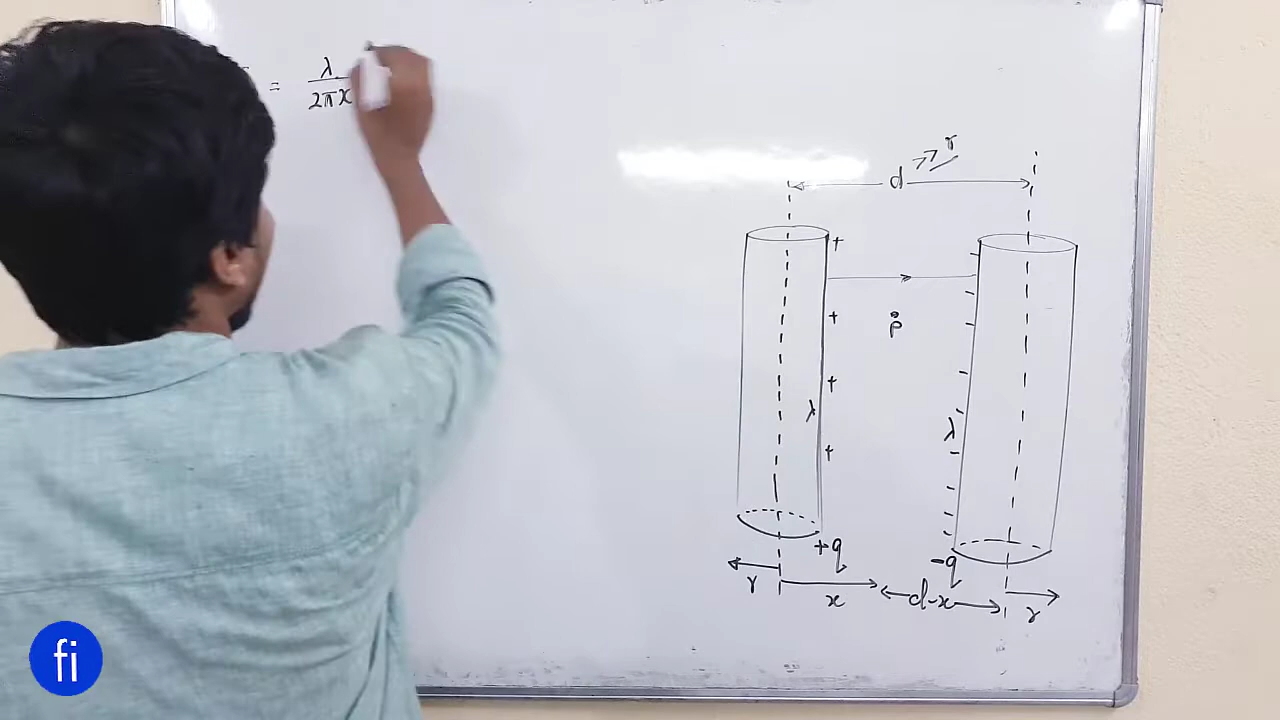 = λ / 2πx
d >> r
+
+
p
+
λ
+
λ
+q
-q
r
x
d-x
r
fi